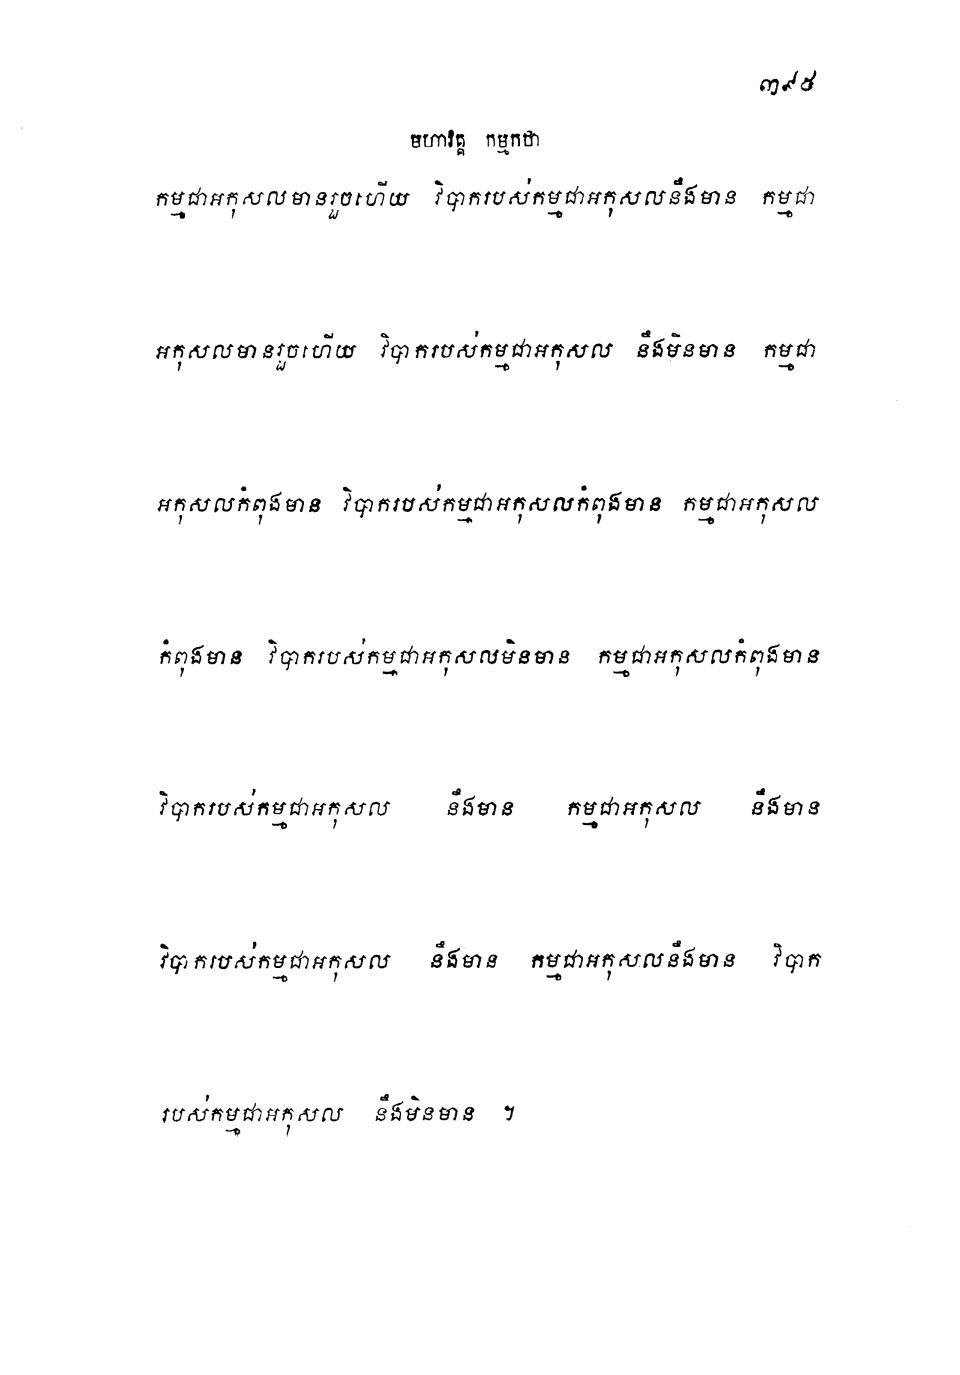 ៣៩៥
មហាវគ្គ កម្មកថា
កម្មជាអកុសលមានរួចហើយ វិបាករបស់កម្មជាអកុសលនឹងមាន កម្មជា
អកុសលមានរួចហើយ វិបាករបស់កម្មជាអកុសល នឹងមិនមាន កម្មជា
អកុសលកំពុងមាន វិបាករបស់កម្មជាអកុសលកំពុងមាន កម្មជាអកុសល
កំពុងមាន វិបាករបស់កម្មជាអកុសលមិនមាន កម្មជាអកុសលកំពុងមាន
វិបាករបស់កម្មជាអកុសល នឹងមាន កម្មជាអកុសល នឹងមាន
វិបាករបស់កម្មជាអកុសល នឹងមាន កម្មជាអកុសលនឹងមាន វិបាក
របស់កម្មជាអកុសល នឹងមិនមាន ។